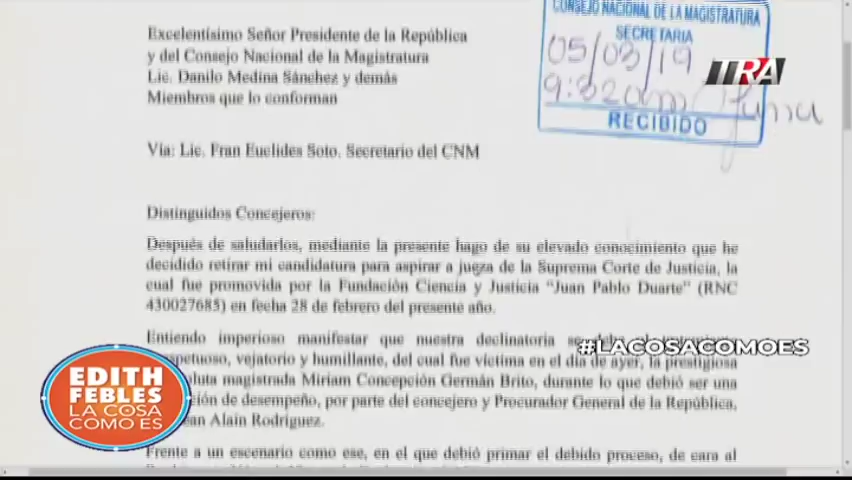 CONSEJO NACIONAL DE LA MAGISTRATURA
SECRETARIA
05/03/19
9:32am
RECIBIDO
TRA
Excelentísimo Señor Presidente de la República
y del Consejo Nacional de la Magistratura
Lic. Danilo Medina Sánchez y demás
Miembros que lo conforman
Vía: Lic. Fran Euclides Soto. Secretario del CNM
Distinguidos Concejeros:
Después de saludarlos, mediante la presente hago de su elevado conocimiento que he
decidido retirar mi candidatura para aspirar a jueza de la Suprema Corte de Justicia, la
cual fue promovida por la Fundación Ciencia y Justicia "Juan Pablo Duarte" (RNC
430027685) en fecha 28 de febrero del presente año.
Entiendo imperioso manifestar que nuestra declinatoria
#LACOSACOMOES
petuoso, vejatorio y humillante, del cual fue víctima en el día de ayer, la prestigiosa
luta magistrada Miriam Concepción Germán Brito, durante lo que debió ser una
ión de desempeño, por parte del concejero y Procurador General de la República,
ean Alain Rodríguez.
Frente a un escenario como ese, en el que debió primar el debido proceso, de cara al
EDITH
FEBLES
LA COSA
COMO ES